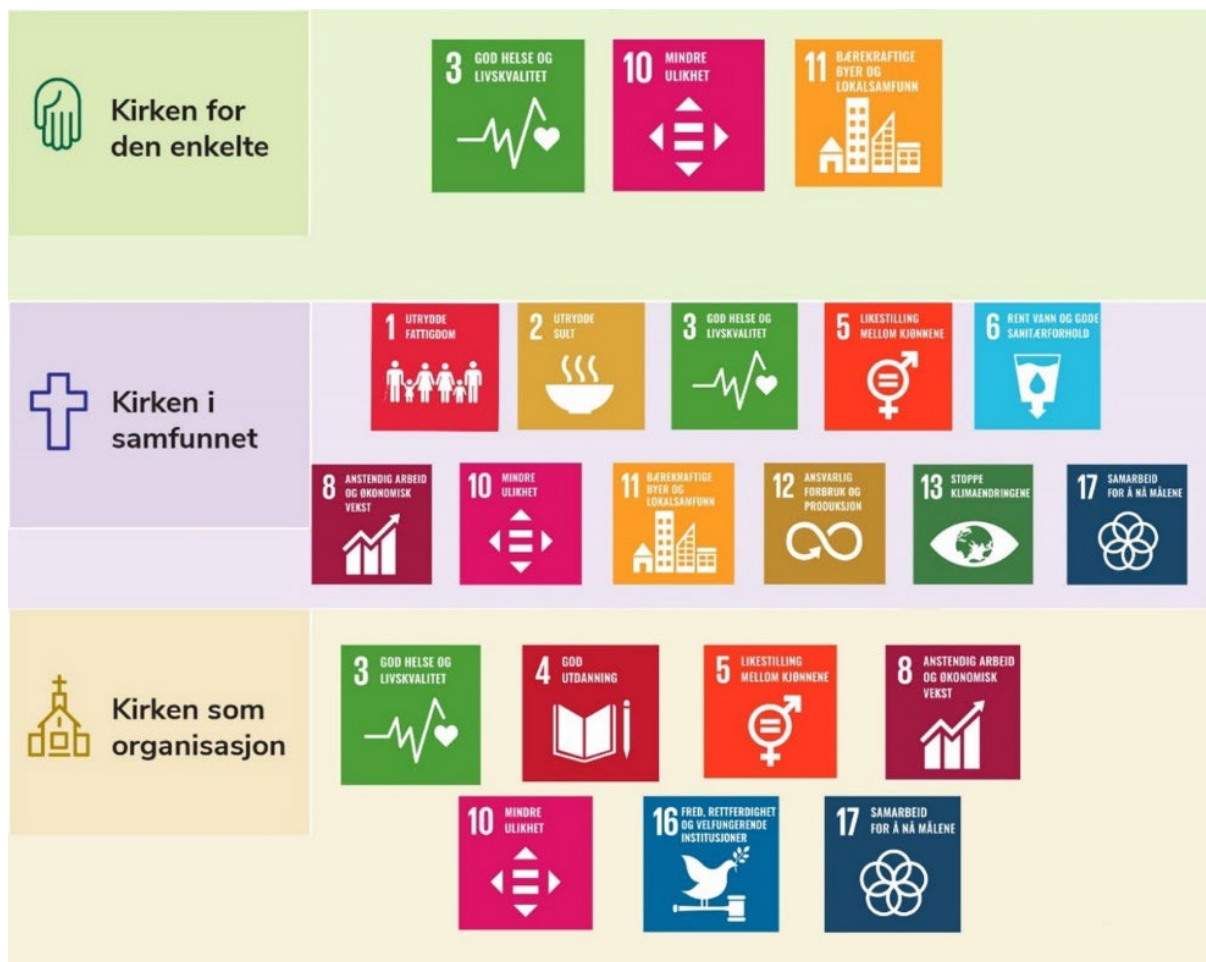 Kirken for
den enkelte
3 GOD HELSE OG
LIVSKVALITET
10 MINDRE
ULIKHET
11 BÆREKRAFTIGE
BYER OG
LOKALSAMFUNN
Kirken i
samfunnet
1 UTRYDDE
FATTIGDOM
2 UTRYDDE
SULT
3 GOD HELSE OG
LIVSKVALITET
5 LIKESTILLING
MELLOM KJØNNENE
6 RENT VANN OG GODE
SANITÆRFORHOLD
8 ANSTENDIG ARBEID
OG ØKONOMISK
VEKST
10 MINDRE
ULIKHET
11 BÆREKRAFTIGE
BYER OG
LOKALSAMFUNN
12 ANSVARLIG
FORBRUK OG
PRODUKSJON
13 STOPPE
KLIMAENDRINGENE
17 SAMARBEID
FOR Å NÅ MÅLENE
Kirken som
organisasjon
3 GOD HELSE OG
LIVSKVALITET
4 GOD
UTDANNING
5 LIKESTILLING
MELLOM KJØNNENE
8 ANSTENDIG ARBEID
OG ØKONOMISK
VEKST
10 MINDRE
ULIKHET
16 FRED, RETTFERDIGHET
OG VELFUNGERENDE
INSTITUSJONER
17 SAMARBEID
FOR Å NÅ MÅLENE